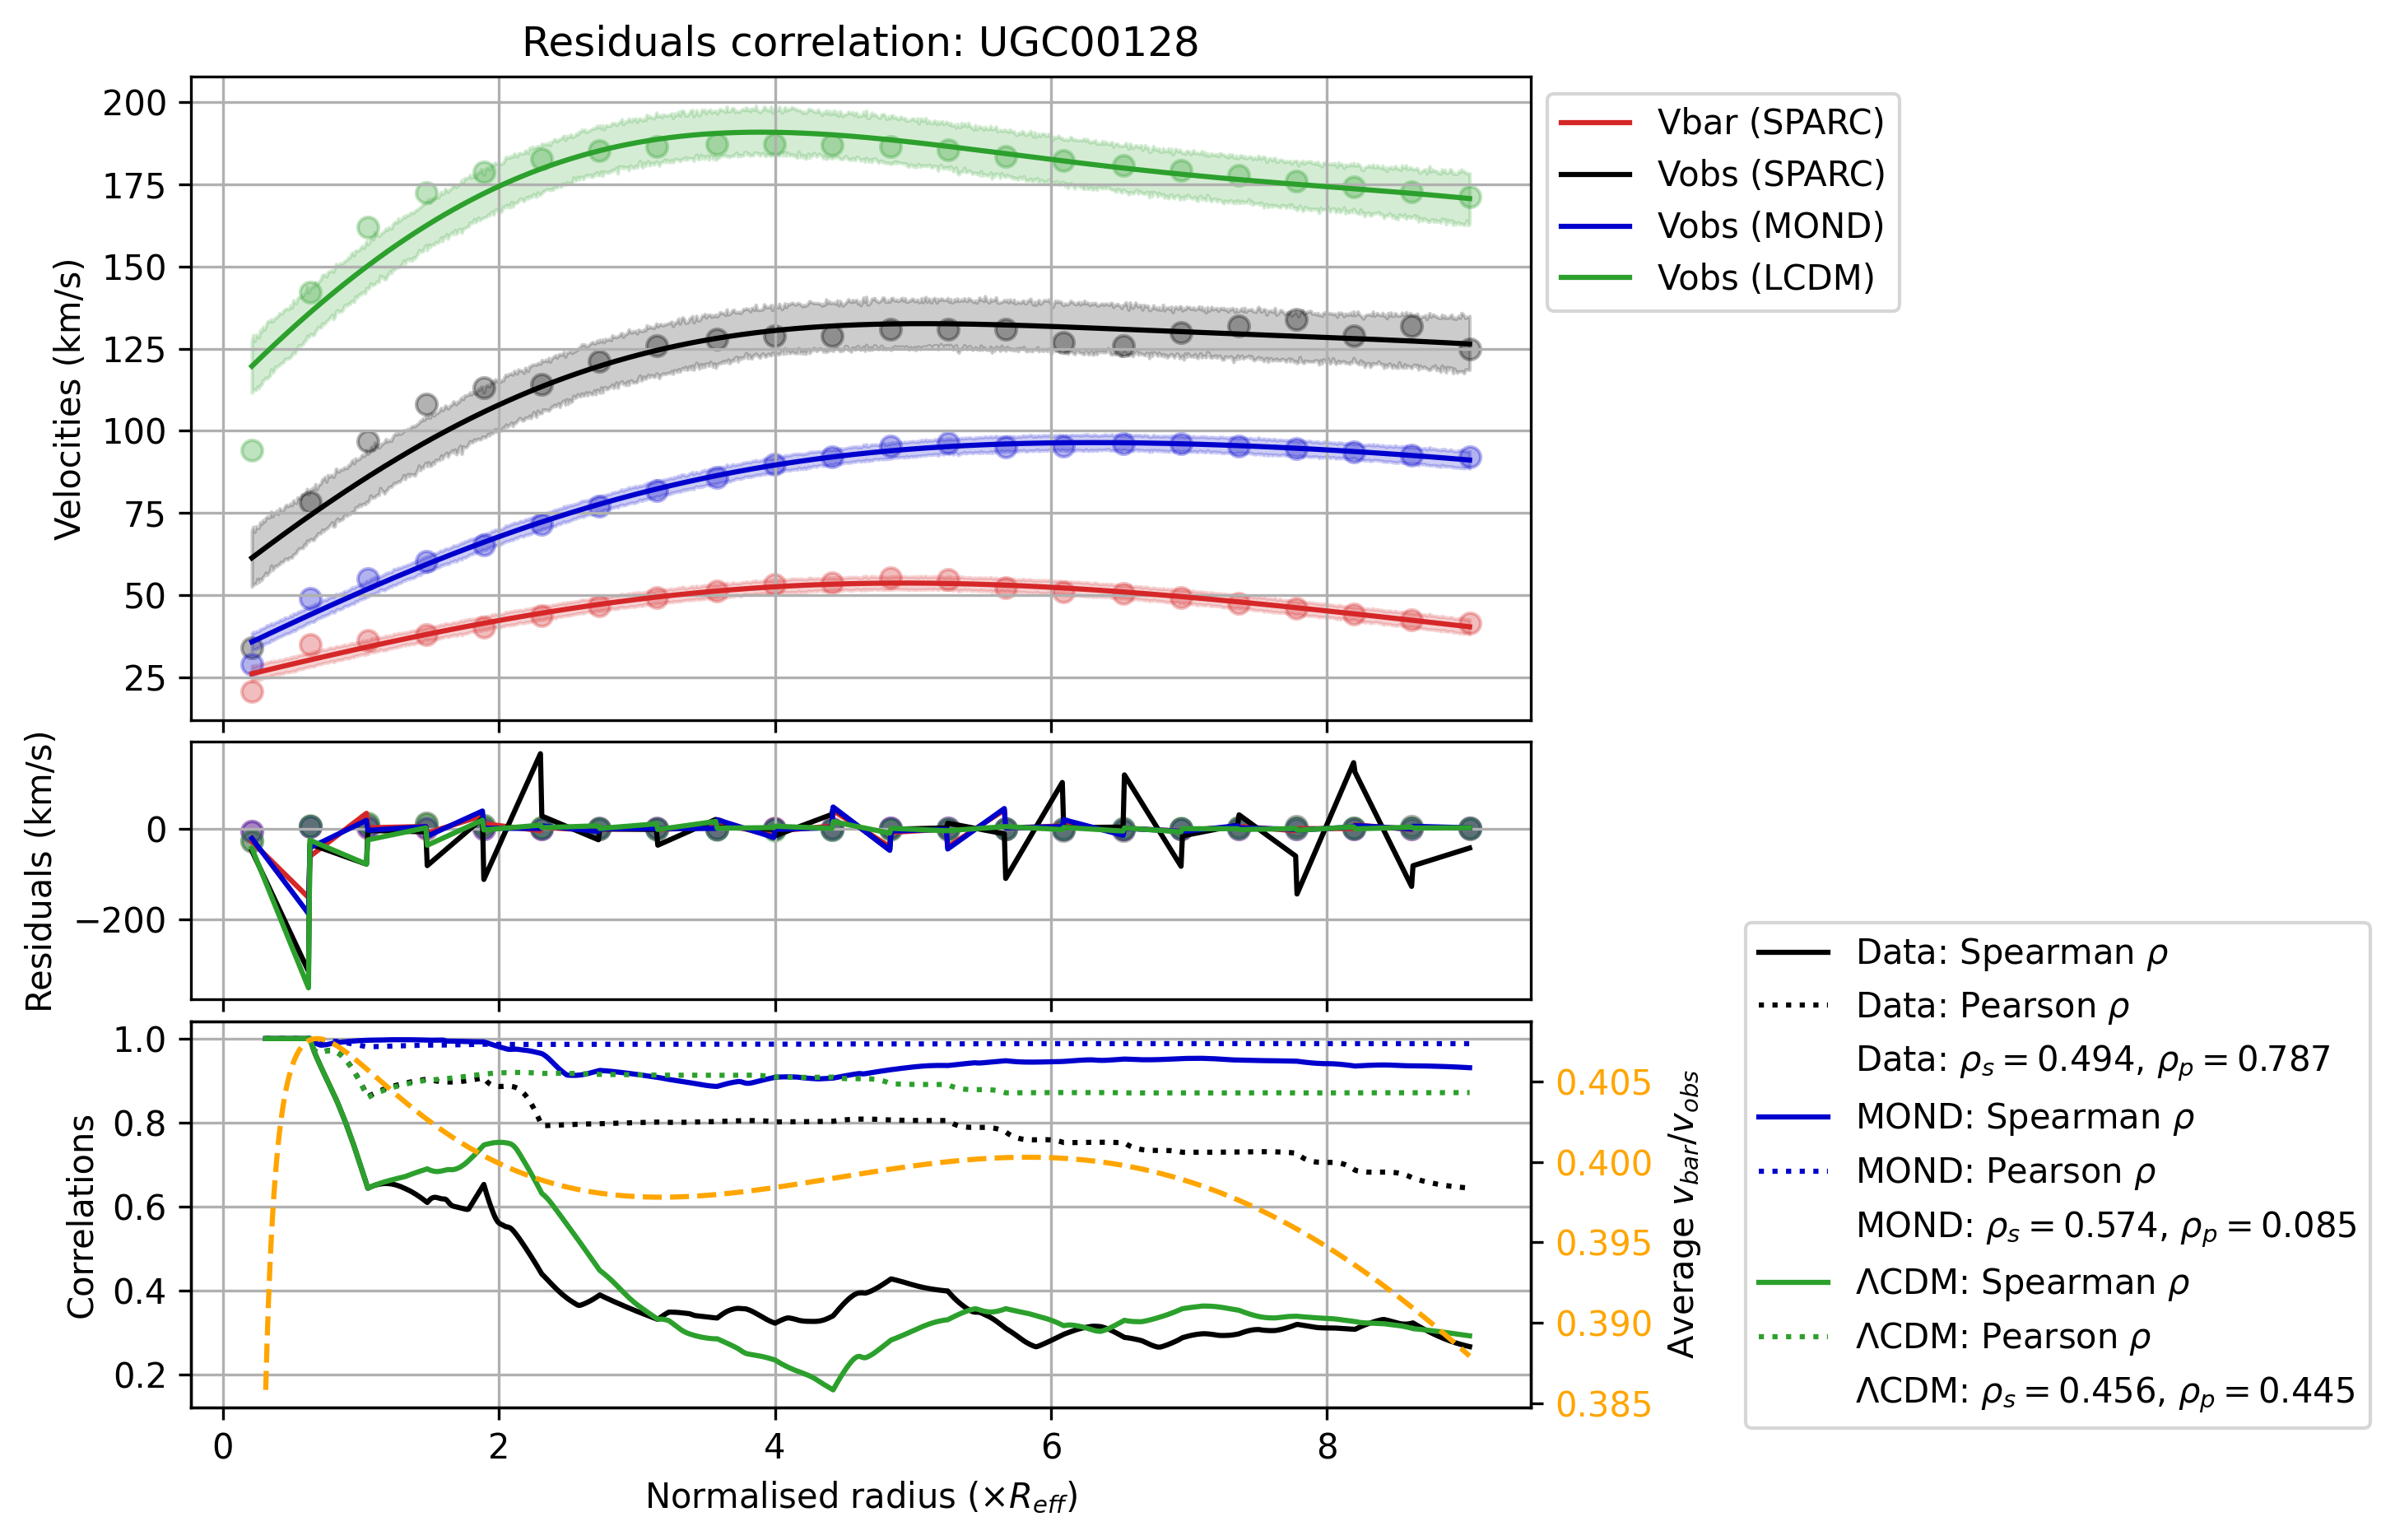 Residuals correlation: UGC00128
Velocities (km/s)
200
175
150
125
100
75
50
25
Vbar (SPARC)
Vobs (SPARC)
Vobs (MOND)
Vobs (LCDM)
Residuals (km/s)
0
−200
Correlations
1.0
0.8
0.6
0.4
0.2
0.405
0.400
0.395
0.390
0.385
Average v_bar/v_obs
0 2 4 6 8
Normalised radius (×R_eff)
Data: Spearman ρ
Data: Pearson ρ
Data: ρ_s = 0.494, ρ_p = 0.787
MOND: Spearman ρ
MOND: Pearson ρ
MOND: ρ_s = 0.574, ρ_p = 0.085
ΛCDM: Spearman ρ
ΛCDM: Pearson ρ
ΛCDM: ρ_s = 0.456, ρ_p = 0.445